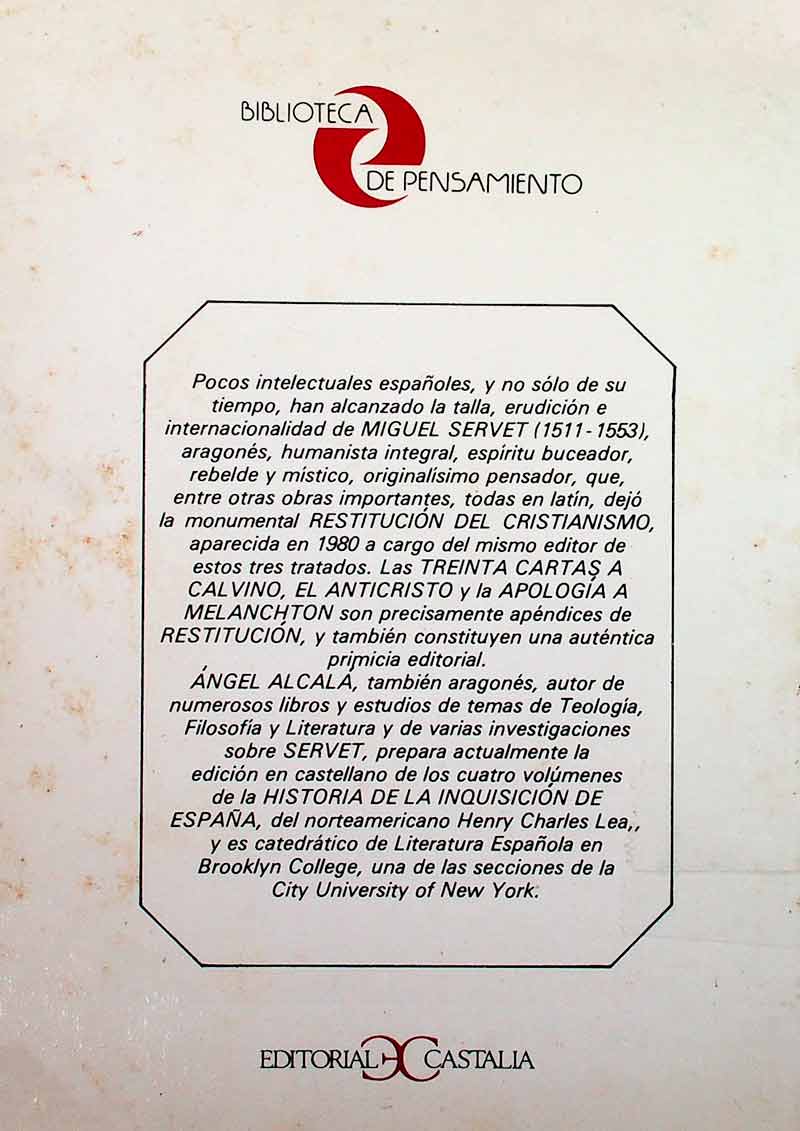 BIBLIOTECA
DE PENSAMIENTO
Pocos intelectuales españoles, y no sólo de su
tiempo, han alcanzado la talla, erudición e
internacionalidad de MIGUEL SERVET (1511-1553),
aragonés, humanista integral, espíritu buceador,
rebelde y místico, originalísimo pensador, que,
entre otras obras importantes, todas en latín, dejó
la monumental RESTITUCIÓN DEL CRISTIANISMO,
aparecida en 1980 a cargo del mismo editor de
estos tres tratados. Las TREINTA CARTAS A
CALVINO, EL ANTICRISTO y la APOLOGÍA A
MELANCHTON son precisamente apéndices de
RESTITUCIÓN, y también constituyen una auténtica
primicia editorial.
ÁNGEL ALCALÁ, también aragonés, autor de
numerosos libros y estudios de temas de Teología,
Filosofía y Literatura y de varias investigaciones
sobre SERVET, prepara actualmente la
edición en castellano de los cuatro volúmenes
de la HISTORIA DE LA INQUISICIÓN DE
ESPAÑA, del norteamericano Henry Charles Lea,,
y es catedrático de Literatura Española en
Brooklyn College, una de las secciones de la
City University of New York.
EDITORIAL CASTALIA